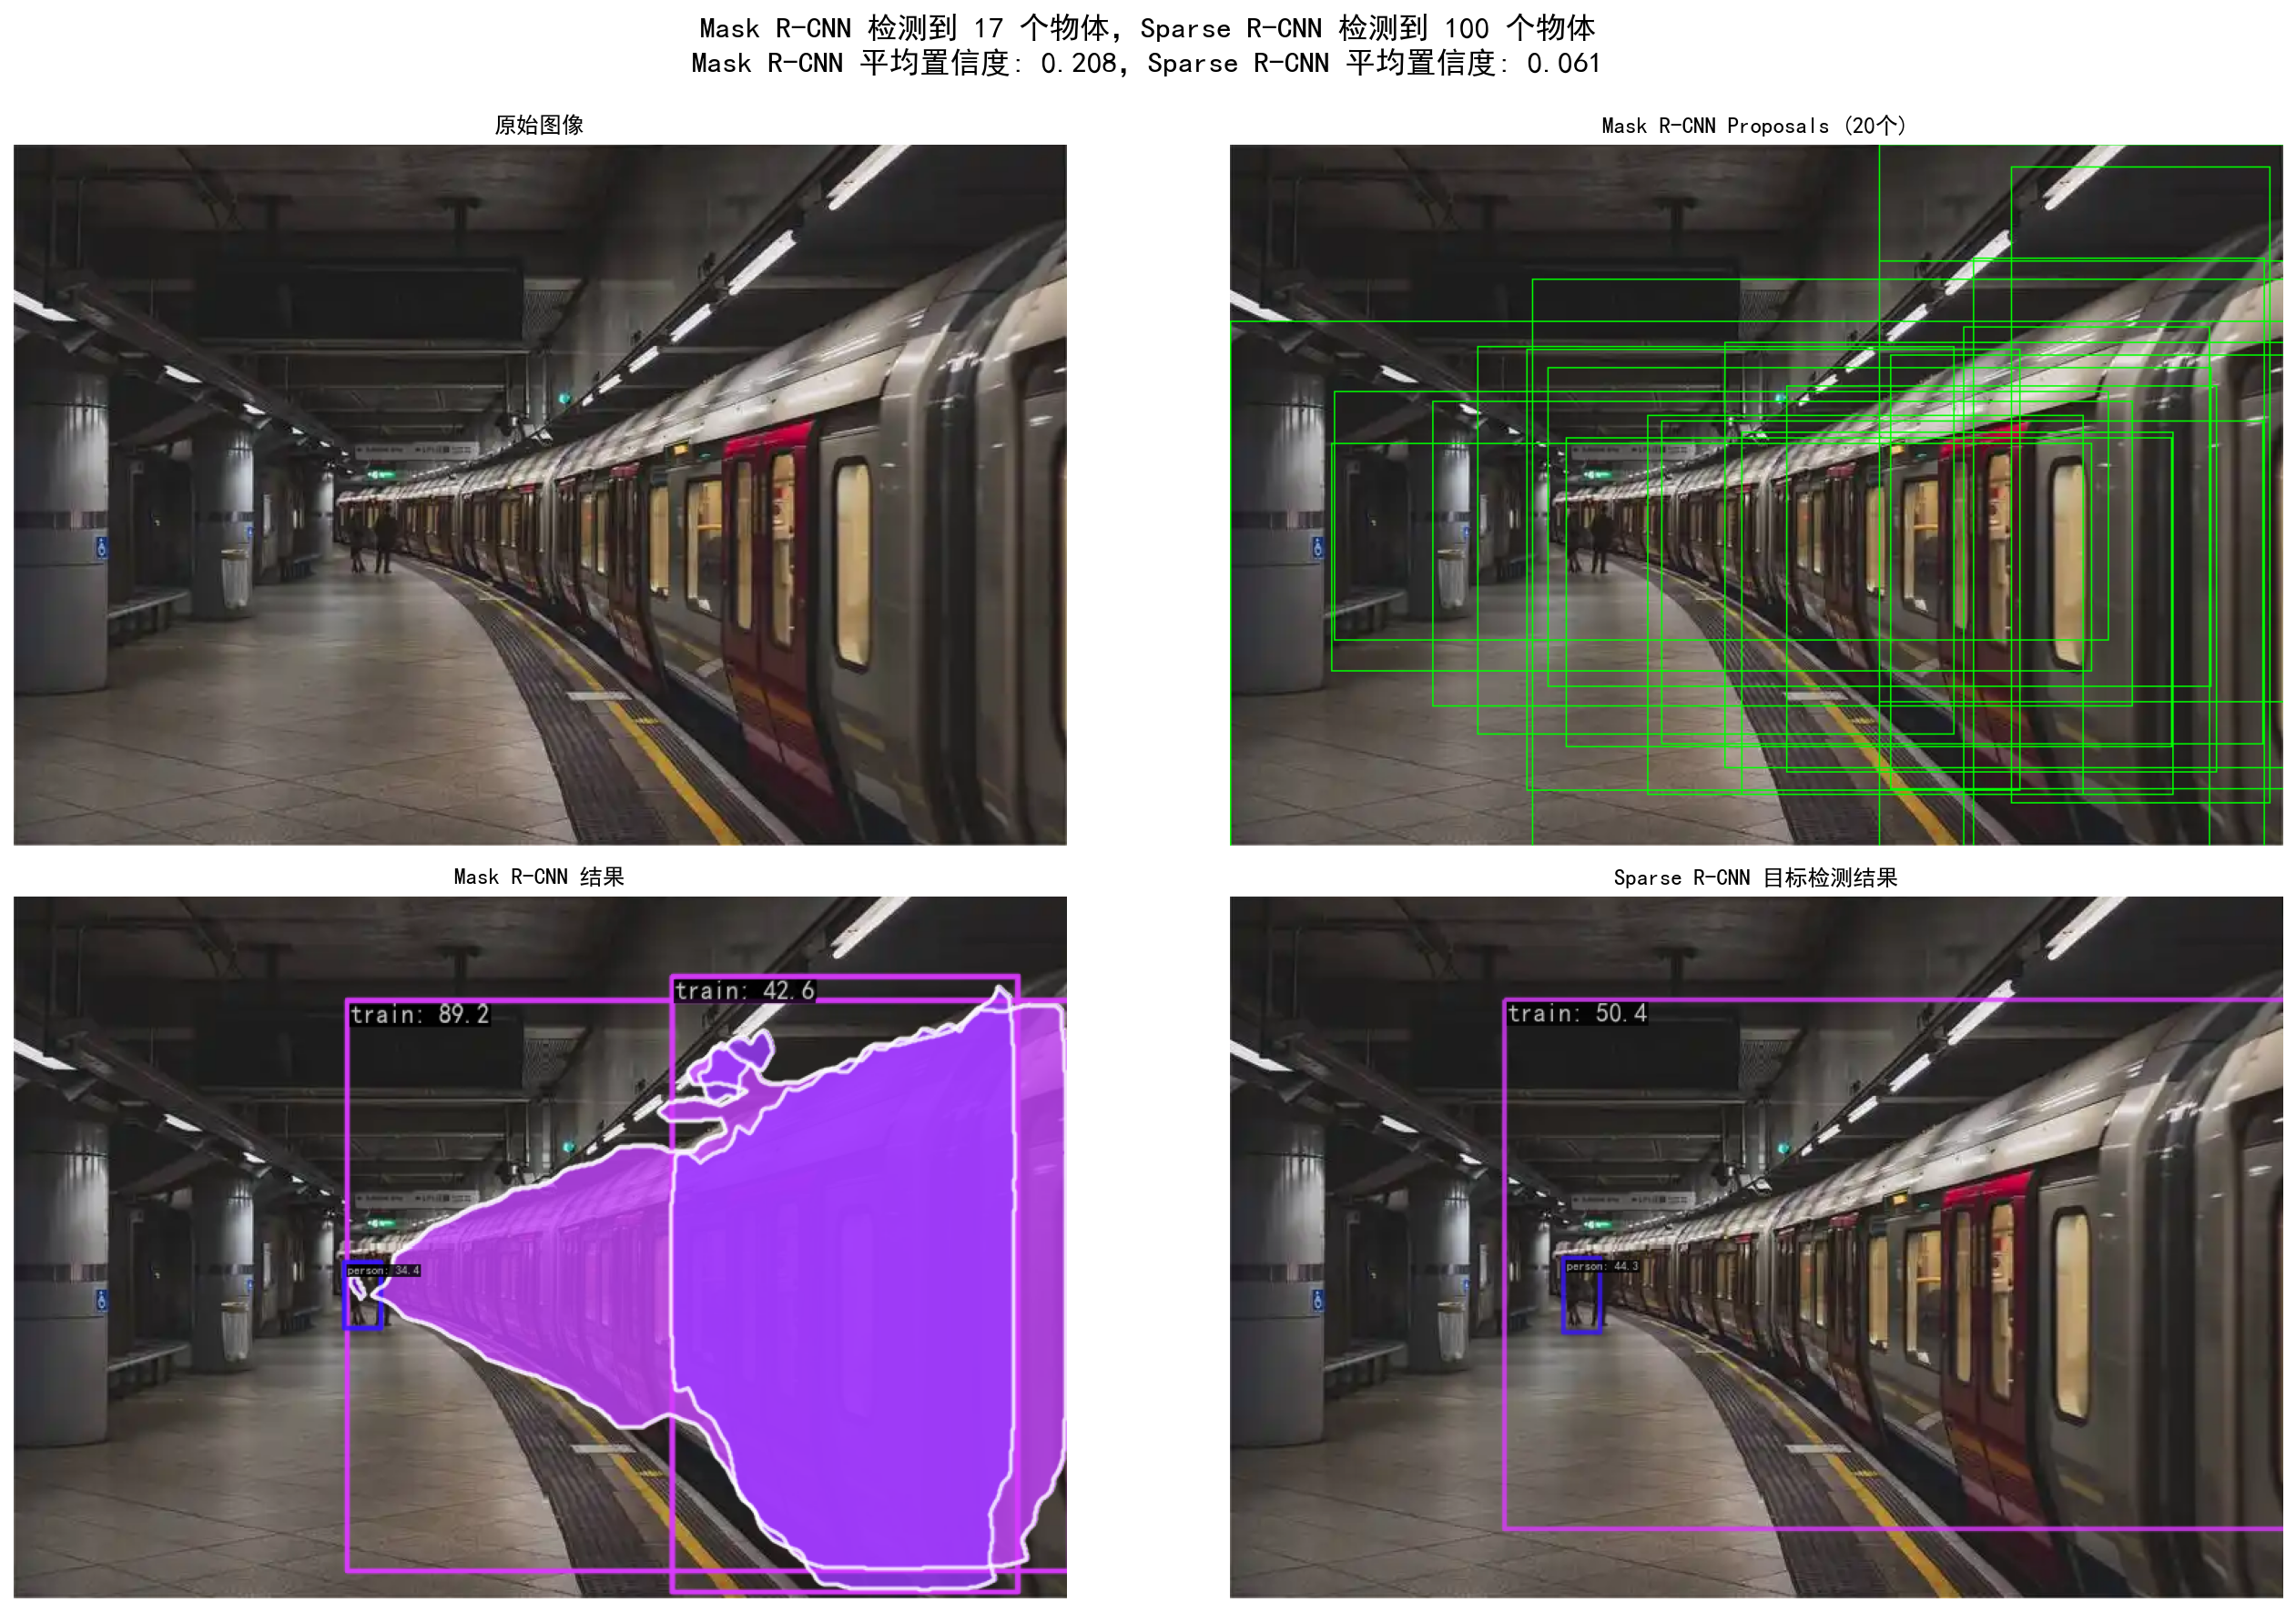 Mask R-CNN 检测到 17 个物体, Sparse R-CNN 检测到 100 个物体
Mask R-CNN 平均置信度: 0.208, Sparse R-CNN 平均置信度: 0.061
原始图像
Mask R-CNN Proposals (20个)
Mask R-CNN 结果
Sparse R-CNN 目标检测结果
train: 89.2
train: 42.6
person: 34.4
train: 50.4
person: 44.3